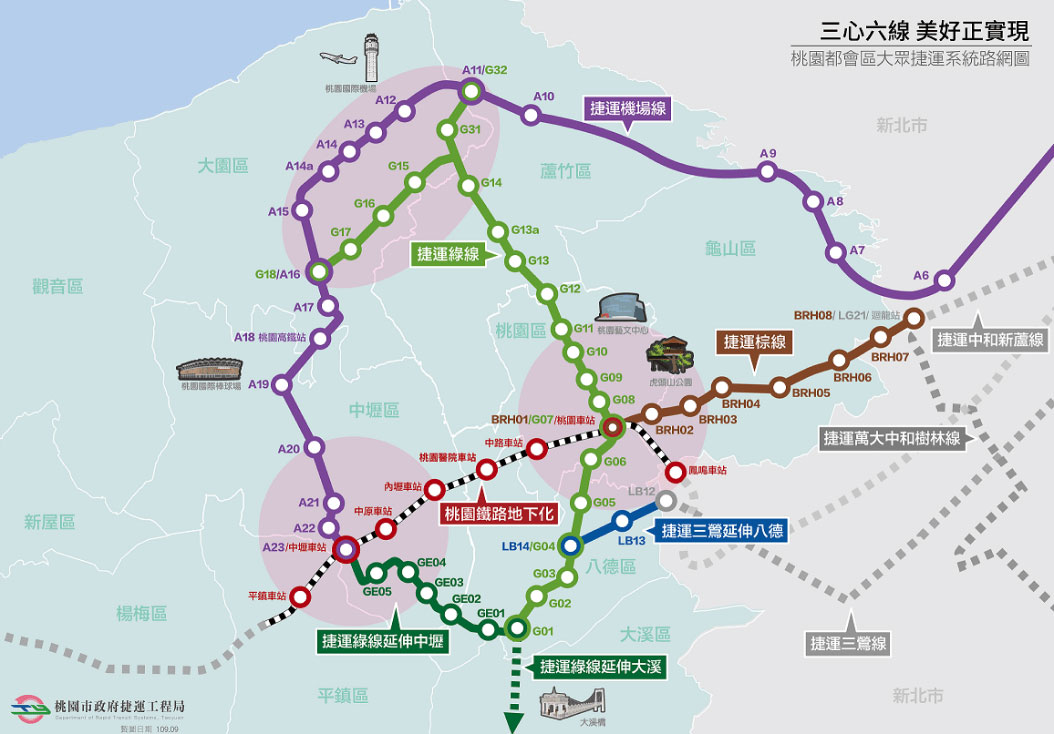 三心六線 美好正實現
桃園都會區大眾捷運系統路網圖
桃園國際機場
A11/G32
A12
A10
捷運機場線
新北市
A13
G31
A14
A9
大園區
A14a
G15
G14
蘆竹區
A15
G16
A8
G17
G13a
龜山區
捷運綠線
A7
G13
G18/A16
A6
觀音區
G12
A17
桃園藝文中心
BRH08/ LG21/ 迴龍站
A18 桃園高鐵站
桃園區
G11
捷運棕線
捷運中和新蘆線
G10
BRH07
虎頭山公園
桃園國際棒球場
A19
G09
BRH06
BRH04
BRH05
中壢區
G08
BRH01/G07/桃園車站
BRH03
BRH02
中路車站
捷運萬大中和樹林線
A20
桃園醫院車站
G06
鳳鳴車站
內壢車站
LB12
A21
中原車站
桃園鐵路地下化
G05
新屋區
A22
捷運三鶯延伸八德
LB13
A23/中壢車站
LB14/G04
GE04
八德區
GE05
GE03
G03
平鎮車站
GE02
G02
楊梅區
GE01
G01
大溪區
捷運綠線延伸中壢
捷運三鶯線
捷運綠線延伸大溪
平鎮區
新北市
大溪橋
桃園市政府捷運工程局
Department of Rapid Transit Systems, Taoyuan
製圖日期 109.09